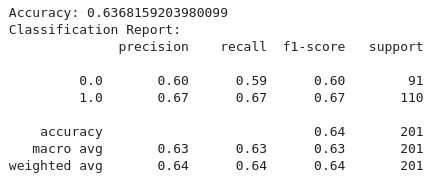 Accuracy: 0.6368159203980099
Classification Report:
              precision    recall  f1-score   support

         0.0       0.60      0.59      0.60        91
         1.0       0.67      0.67      0.67       110

    accuracy                           0.64       201
   macro avg       0.63      0.63      0.63       201
weighted avg       0.64      0.64      0.64       201